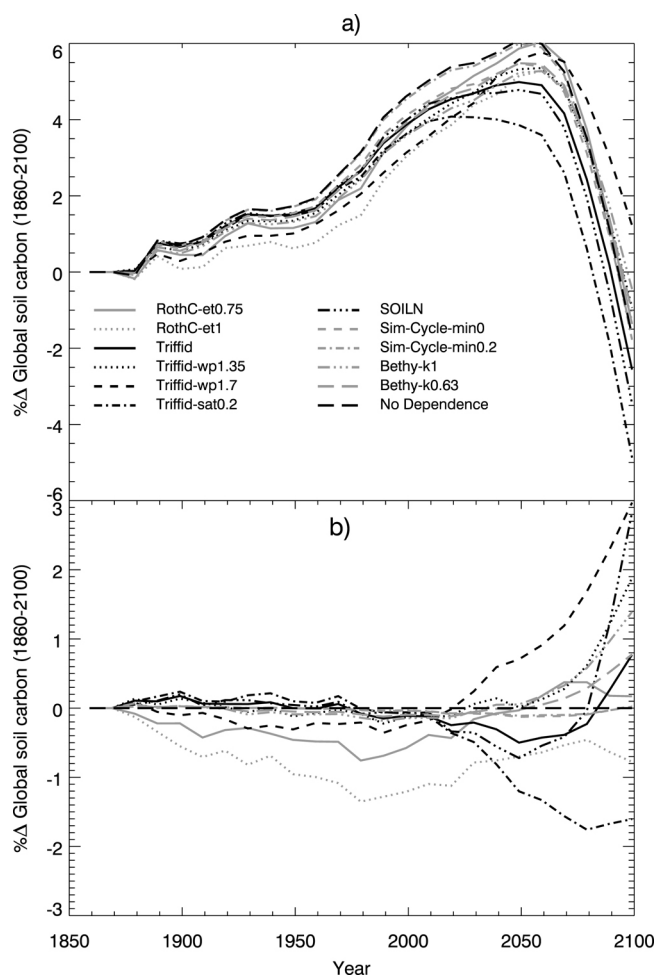 a)
6
4
2
0
-2
-4
-6
%Δ Global soil carbon (1860-2100)
RothC-et0.75
RothC-et1
Triffid
Triffid-wp1.35
Triffid-wp1.7
Triffid-sat0.2
SOILN
Sim-Cycle-min0
Sim-Cycle-min0.2
Bethy-k1
Bethy-k0.63
No Dependence
b)
3
2
1
0
-1
-2
-3
%Δ Global soil carbon (1860-2100)
1850 1900 1950 2000 2050 2100
Year